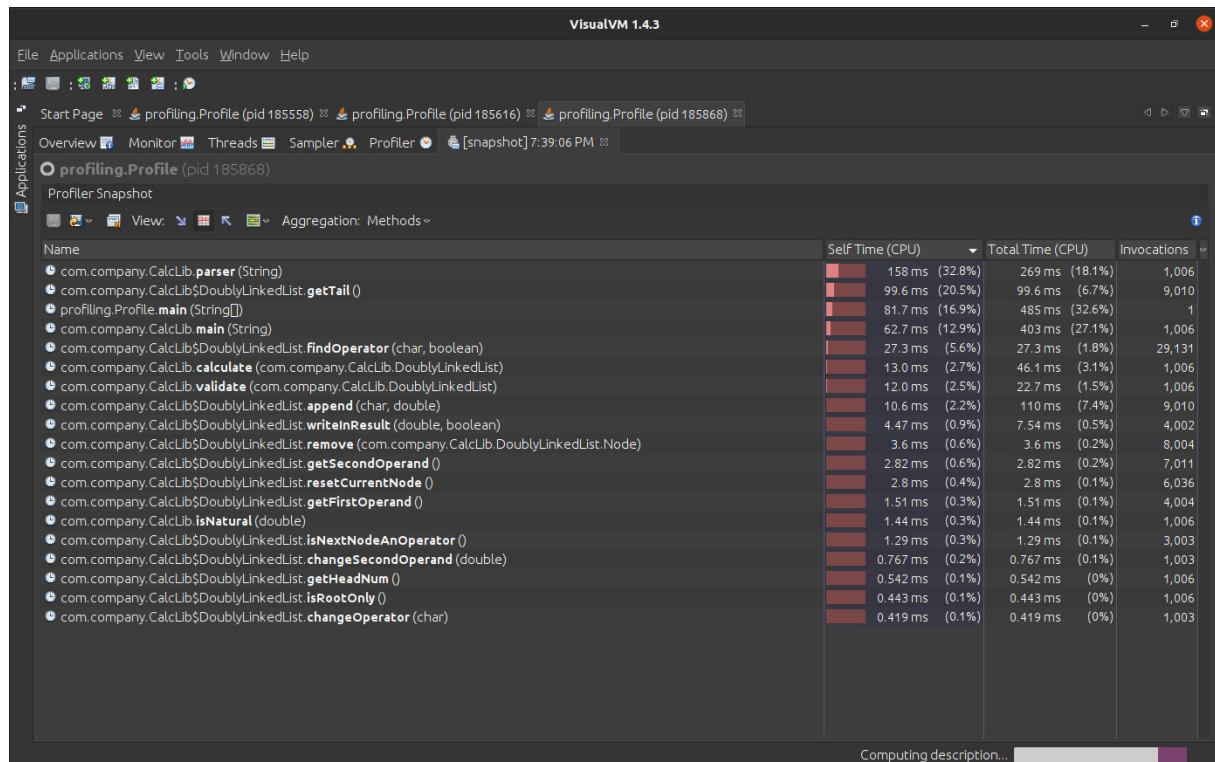 VisualVM 1.4.3
File Applications View Tools Window Help
Start Page profiling.Profile (pid 185558) profiling.Profile (pid 185616) profiling.Profile (pid 185868)
Applications
Overview Monitor Threads Sampler Profiler [snapshot] 7:39:06 PM
profiling.Profile (pid 185868)
Profiler Snapshot
View: Aggregation: Methods
Name Self Time (CPU) Total Time (CPU) Invocations
com.company.CalcLib.parser (String) 158 ms (32.8%) 269 ms (18.1%) 1,006
com.company.CalcLib$DoublyLinkedList.getTail () 99.6 ms (20.5%) 99.6 ms (6.7%) 9,010
profiling.Profile.main (String[]) 81.7 ms (16.9%) 485 ms (32.6%) 1
com.company.CalcLib.main (String) 62.7 ms (12.9%) 403 ms (27.1%) 1,006
com.company.CalcLib$DoublyLinkedList.findOperator (char, boolean) 27.3 ms (5.6%) 27.3 ms (1.8%) 29,131
com.company.CalcLib.calculate (com.company.CalcLib.DoublyLinkedList) 13.0 ms (2.7%) 46.1 ms (3.1%) 1,006
com.company.CalcLib.validate (com.company.CalcLib.DoublyLinkedList) 12.0 ms (2.5%) 22.7 ms (1.5%) 1,006
com.company.CalcLib$DoublyLinkedList.append (char, double) 10.6 ms (2.2%) 110 ms (7.4%) 9,010
com.company.CalcLib$DoublyLinkedList.writeInResult (double, boolean) 4.47 ms (0.9%) 7.54 ms (0.5%) 4,002
com.company.CalcLib$DoublyLinkedList.remove (com.company.CalcLib.DoublyLinkedList.Node) 3.6 ms (0.6%) 3.6 ms (0.2%) 8,004
com.company.CalcLib$DoublyLinkedList.getSecondOperand () 2.82 ms (0.6%) 2.82 ms (0.2%) 7,011
com.company.CalcLib$DoublyLinkedList.resetCurrentNode () 2.8 ms (0.4%) 2.8 ms (0.1%) 6,036
com.company.CalcLib$DoublyLinkedList.getFirstOperand () 1.51 ms (0.3%) 1.51 ms (0.1%) 4,004
com.company.CalcLib.isNatural (double) 1.44 ms (0.3%) 1.44 ms (0.1%) 1,006
com.company.CalcLib$DoublyLinkedList.isNextNodeAnOperator () 1.29 ms (0.3%) 1.29 ms (0.1%) 3,003
com.company.CalcLib$DoublyLinkedList.changeSecondOperand (double) 0.767 ms (0.2%) 0.767 ms (0.1%) 1,003
com.company.CalcLib$DoublyLinkedList.getHeadNum () 0.542 ms (0.1%) 0.542 ms (0%) 1,006
com.company.CalcLib$DoublyLinkedList.isRootOnly () 0.443 ms (0.1%) 0.443 ms (0%) 1,006
com.company.CalcLib$DoublyLinkedList.changeOperator (char) 0.419 ms (0.1%) 0.419 ms (0%) 1,003
Computing description...